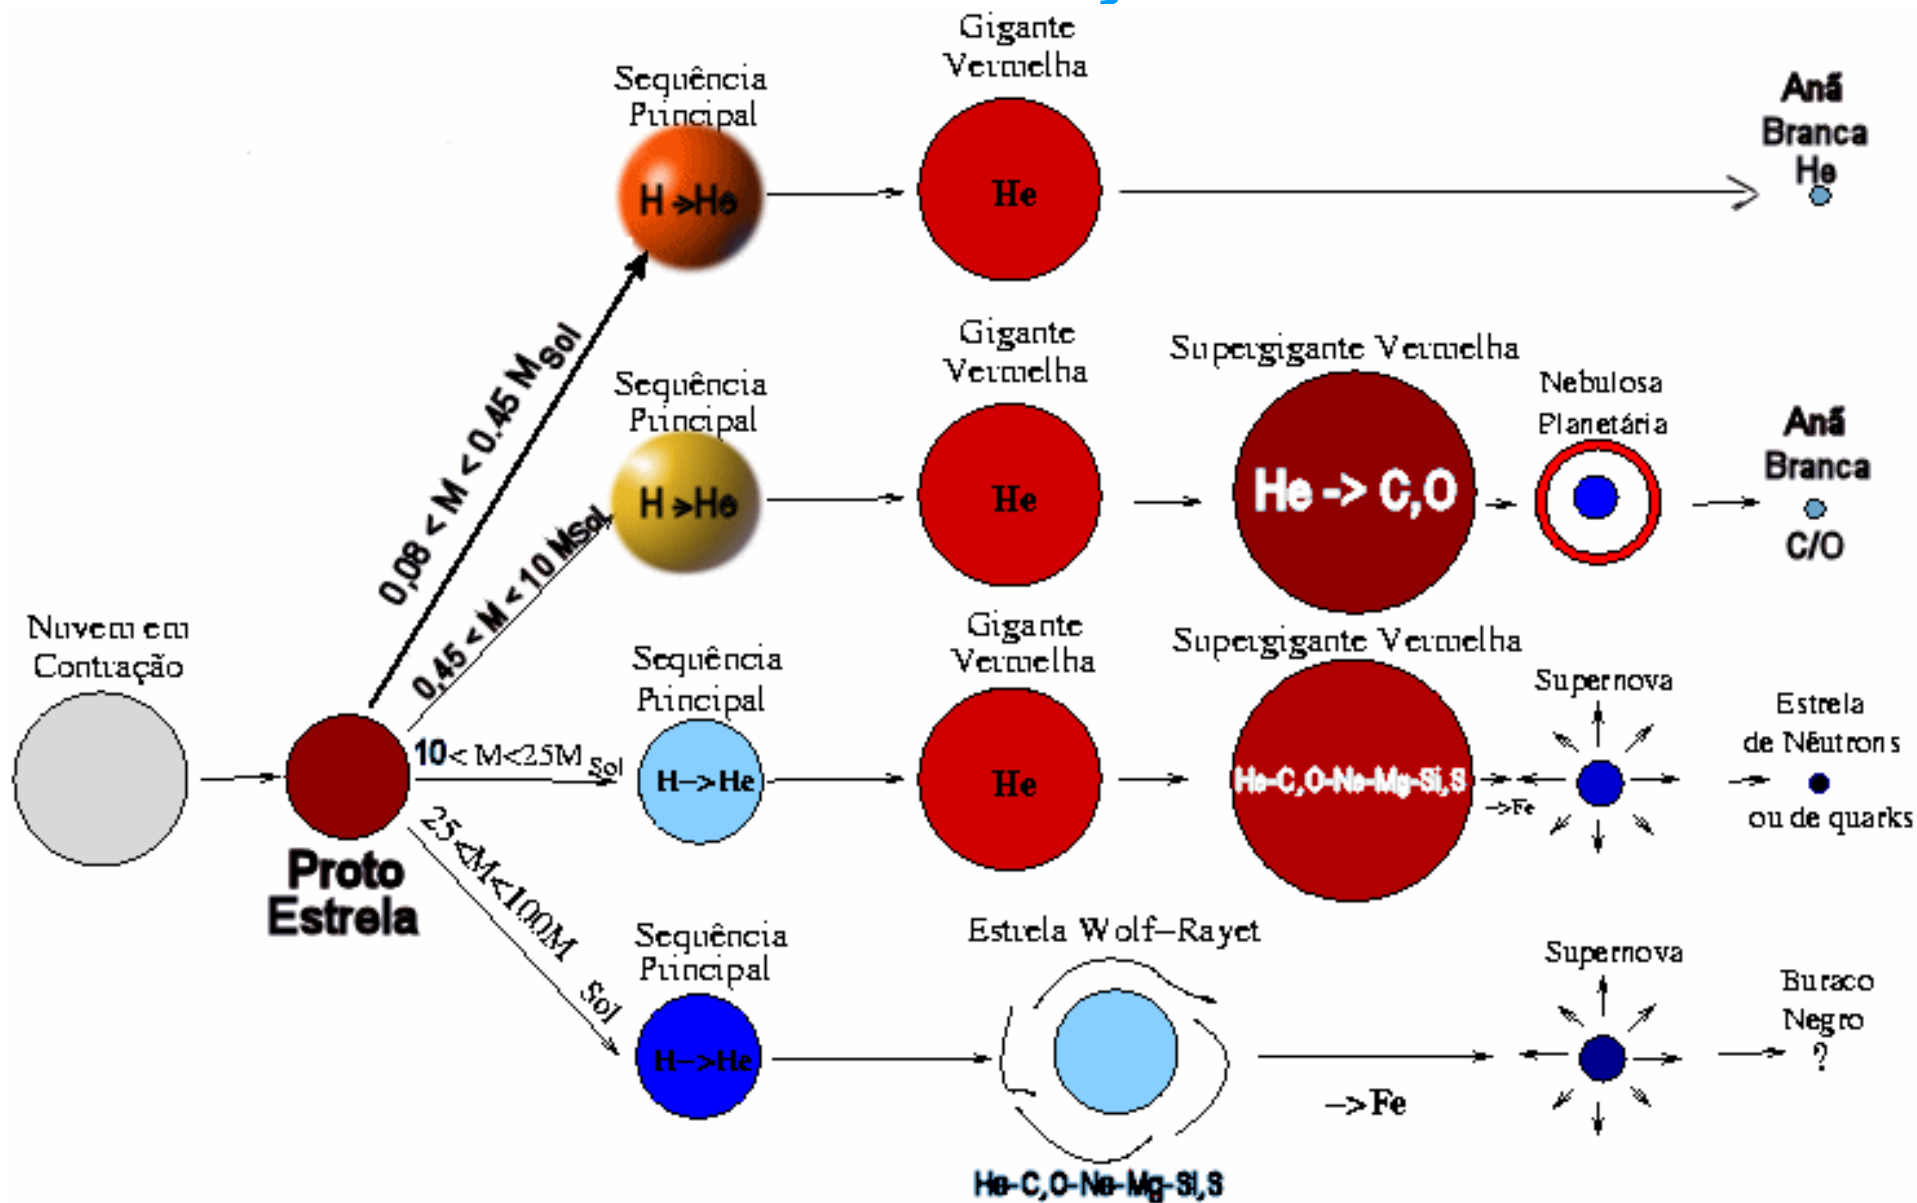 Gigante
Vermelha
Sequência
Principal
H->He
He
Anã
Branca
He
0,08 < M < 0.45 MSol
Gigante
Vermelha
Sequência
Principal
H->He
He
Supergigante Vermelha
He -> C,O
Nebulosa
Planetária
Anã
Branca
C/O
0,45 < M < 10 MSol
Nuvem em
Contração
Proto
Estrela
10< M<25M Sol
Sequência
Principal
H->He
Gigante
Vermelha
He
Supergigante Vermelha
He-C,O-Ne-Mg-Si,S
->Fe
Supernova
Estrela
de Nêutrons
ou de quarks
25<M<100M Sol
Sequência
Principal
H->He
Estrela Wolf-Rayet
He-C,O-Ne-Mg-Si,S
->Fe
Supernova
Buraco
Negro
?